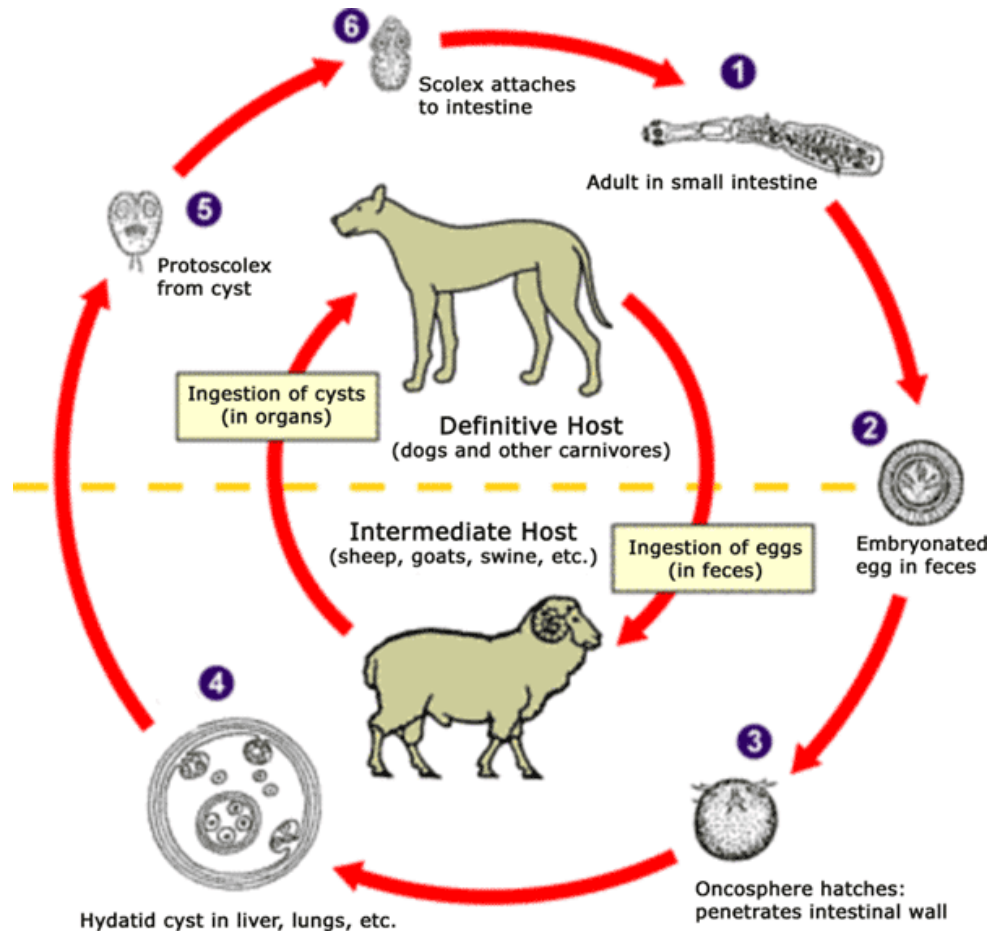 6
Scolex attaches
to intestine
1
Adult in small intestine
5
Protoscolex
from cyst
Ingestion of cysts
(in organs)
Definitive Host
(dogs and other carnivores)
2
Embryonated
egg in feces
Intermediate Host
(sheep, goats, swine, etc.)
Ingestion of eggs
(in feces)
4
Hydatid cyst in liver, lungs, etc.
3
Oncosphere hatches:
penetrates intestinal wall